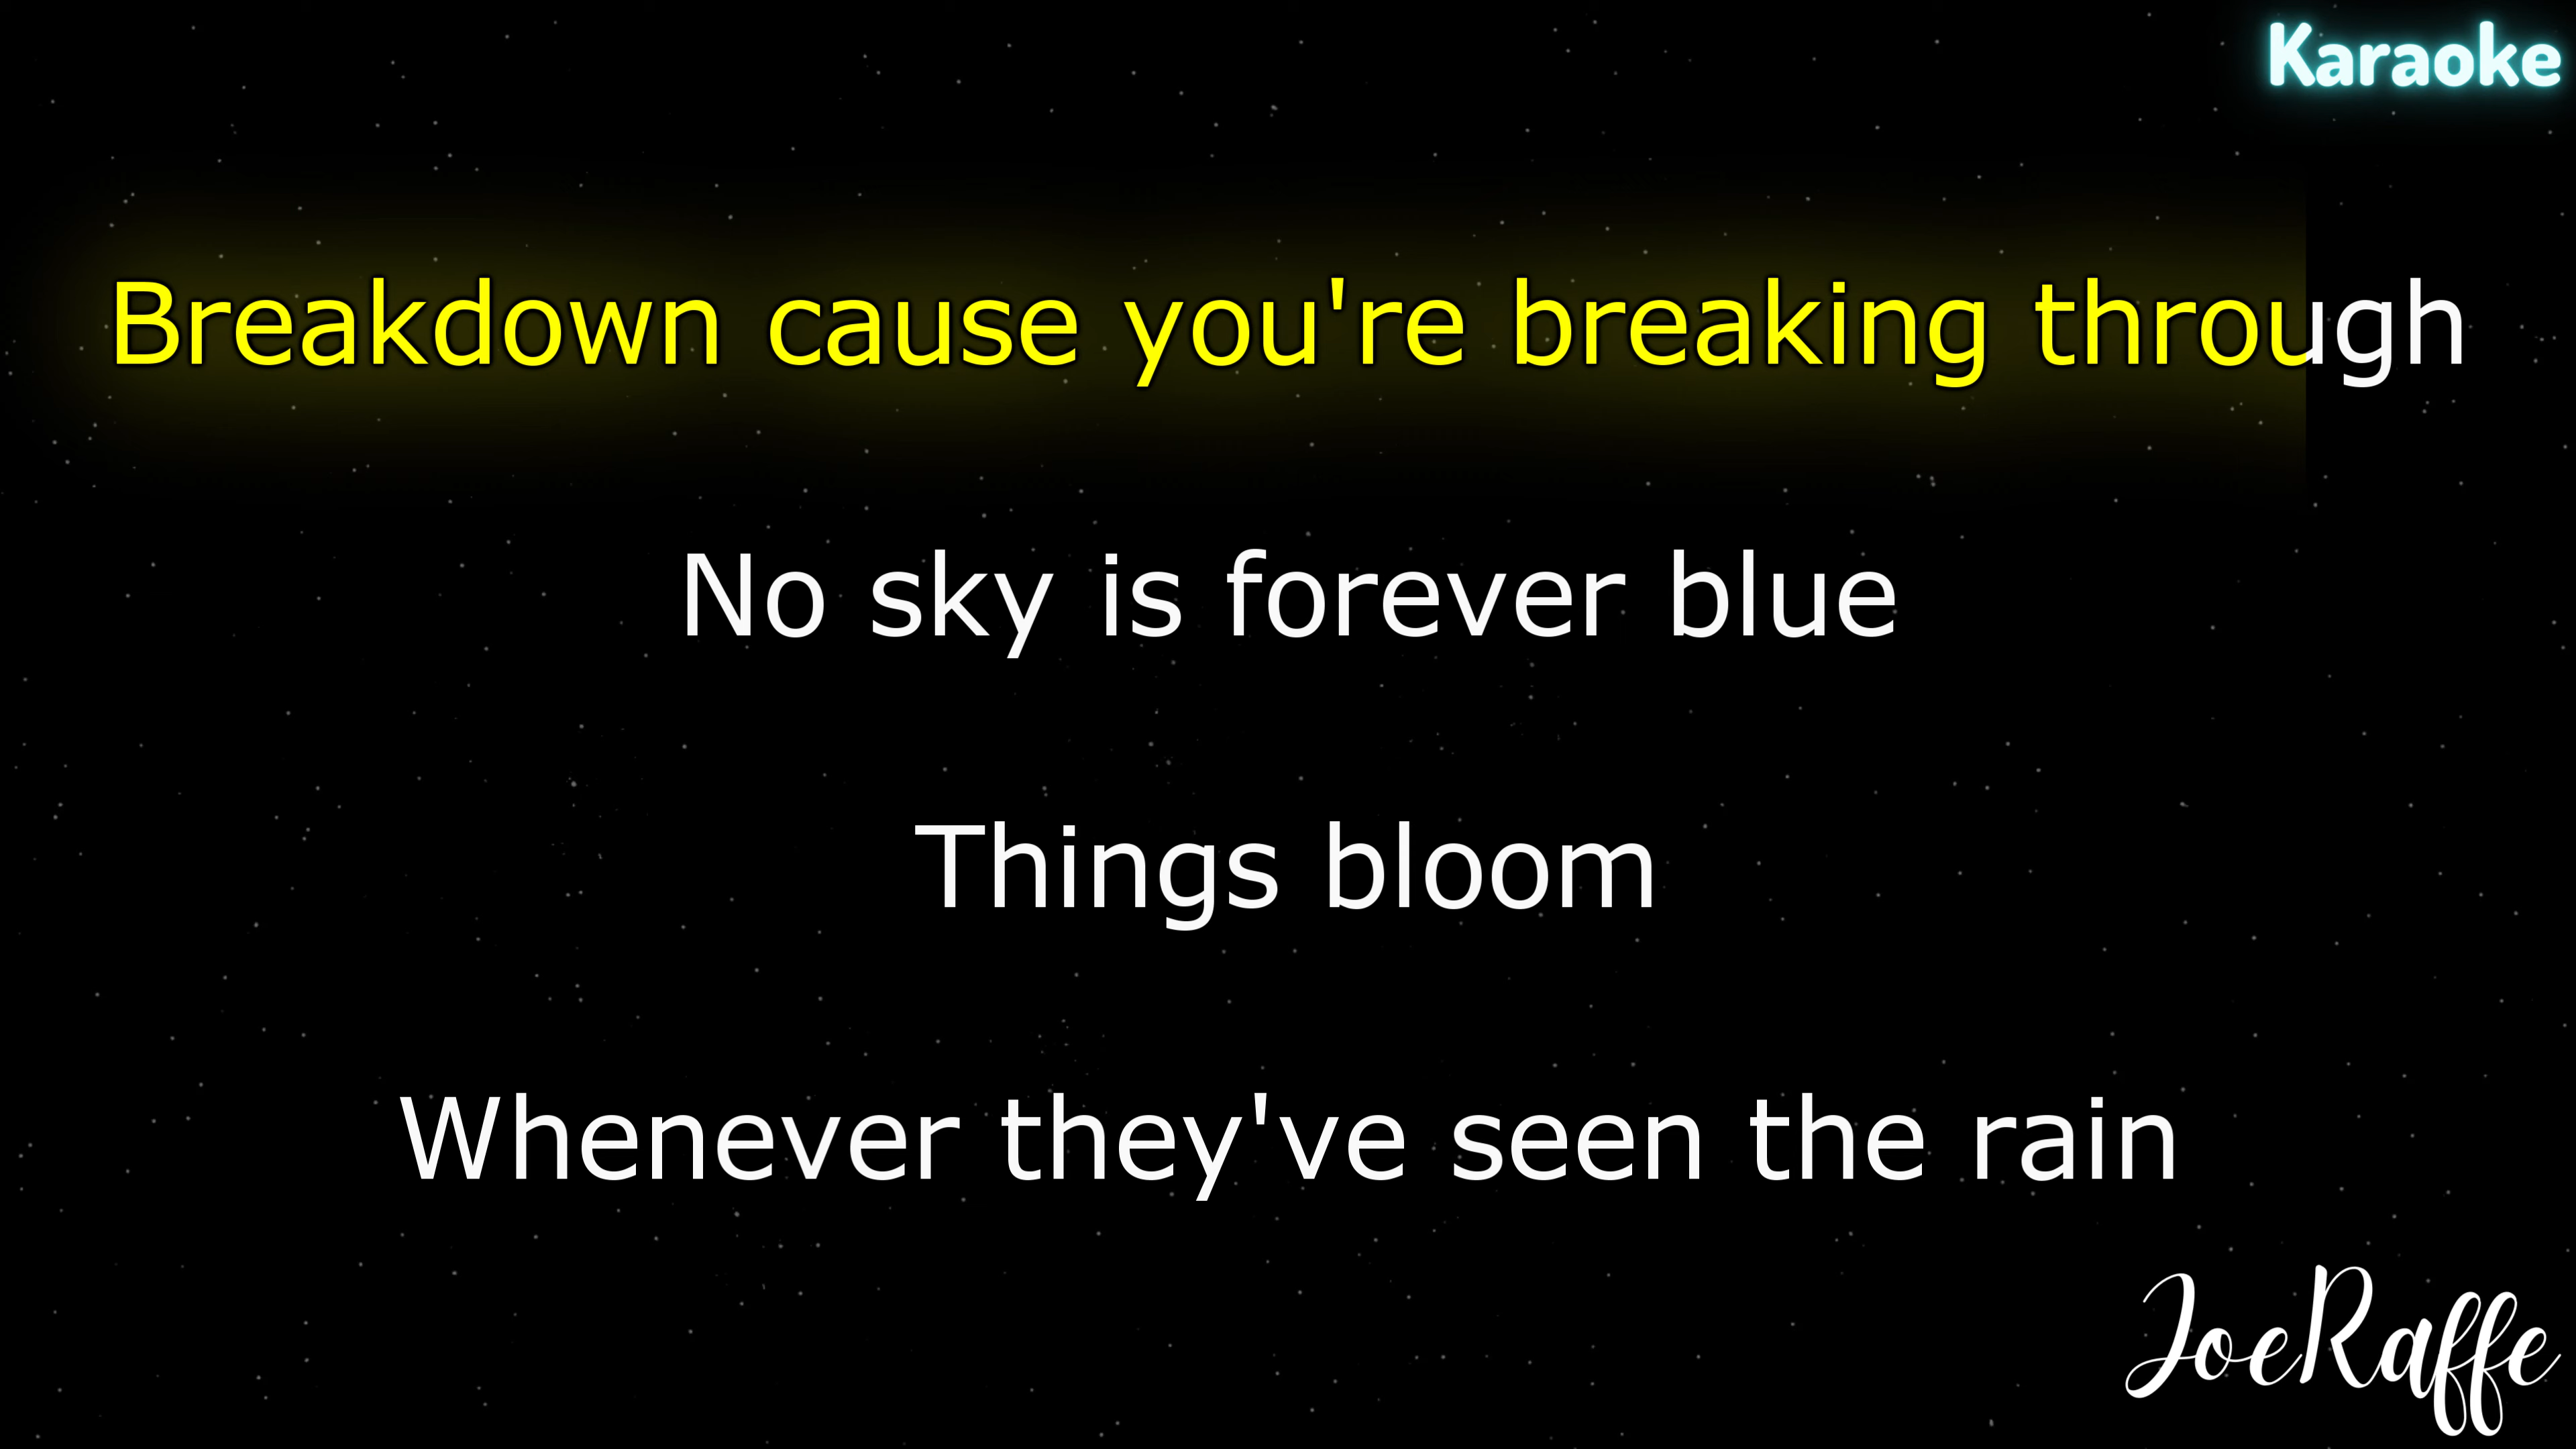 Karaoke
Breakdown cause you're breaking through
No sky is forever blue
Things bloom
Whenever they've seen the rain
JoeRaffe